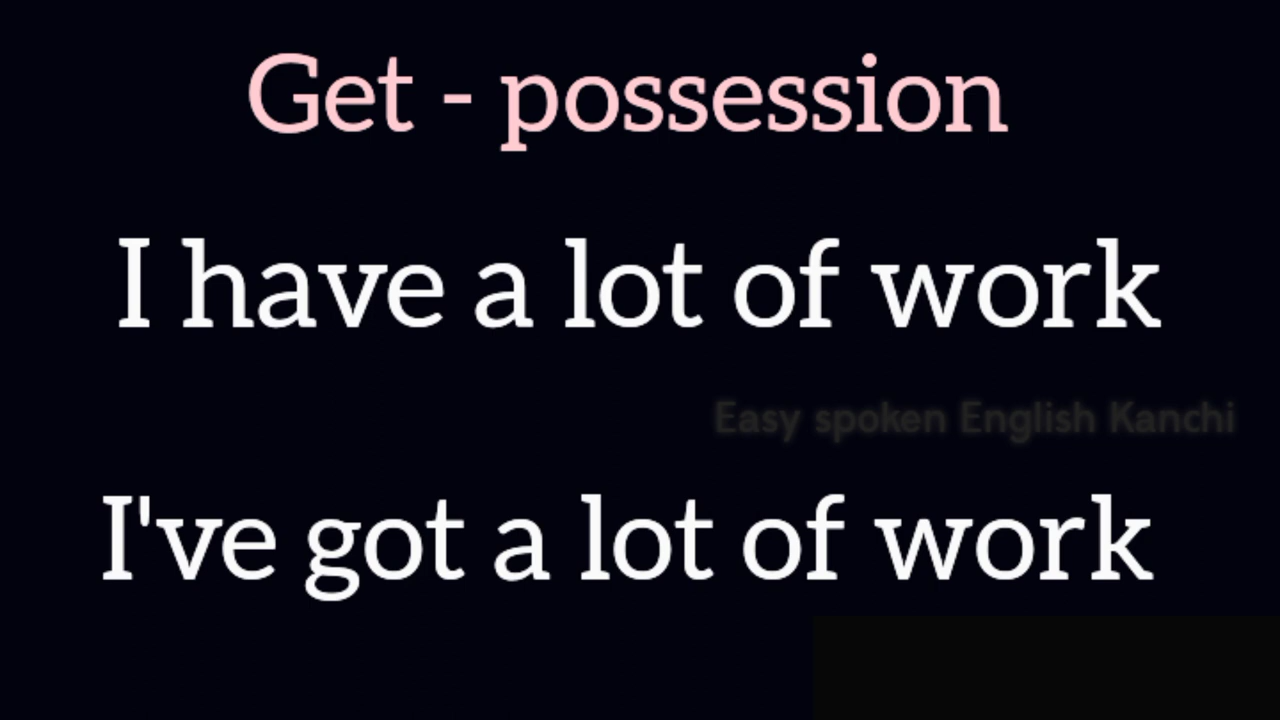 Get - possession
I have a lot of work
Easy spoken English Kanchi
I've got a lot of work